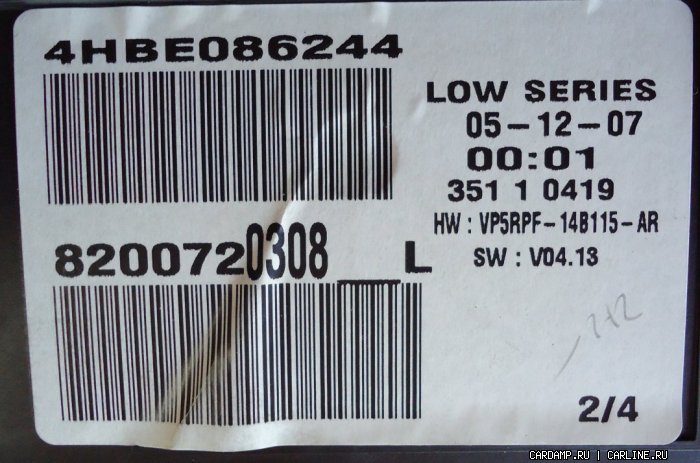 4HBE086244
LOW SERIES
05-12-07
00:01
351 1 0419
HW : VP5RPF-14B115-AR
SW : V04.13
8200720308__L
2/4
CARDAMP.RU | CARLINE.RU